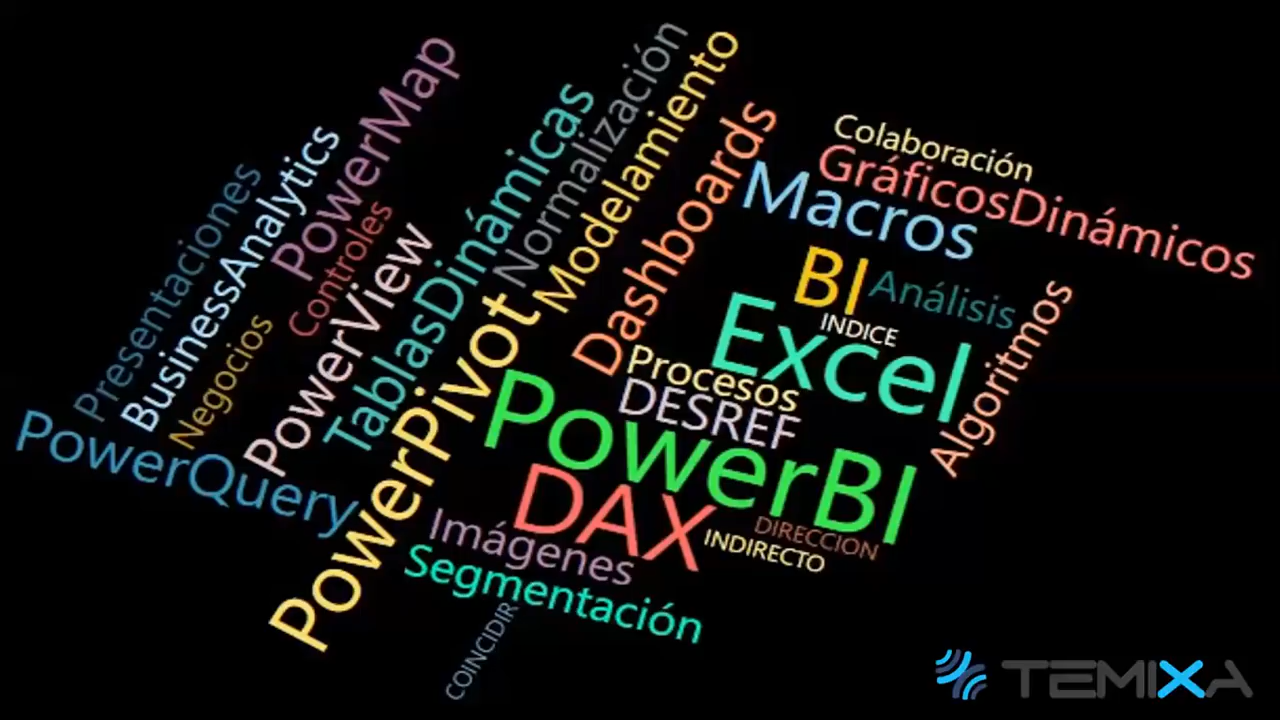 PowerMap
Normalización
Modelamiento
TablasDinámicas
Dashboards
Colaboración
GráficosDinámicos
Macros
BusinessAnalytics
Presentaciones
Controles
PowerView
BI
Análisis
INDICE
Excel
Algoritmos
Negocios
PowerPivot
Procesos
DESREF
PowerBI
PowerQuery
DAX
DIRECCION
INDIRECTO
Imágenes
Segmentación
COINCIDIR
TEMIXA